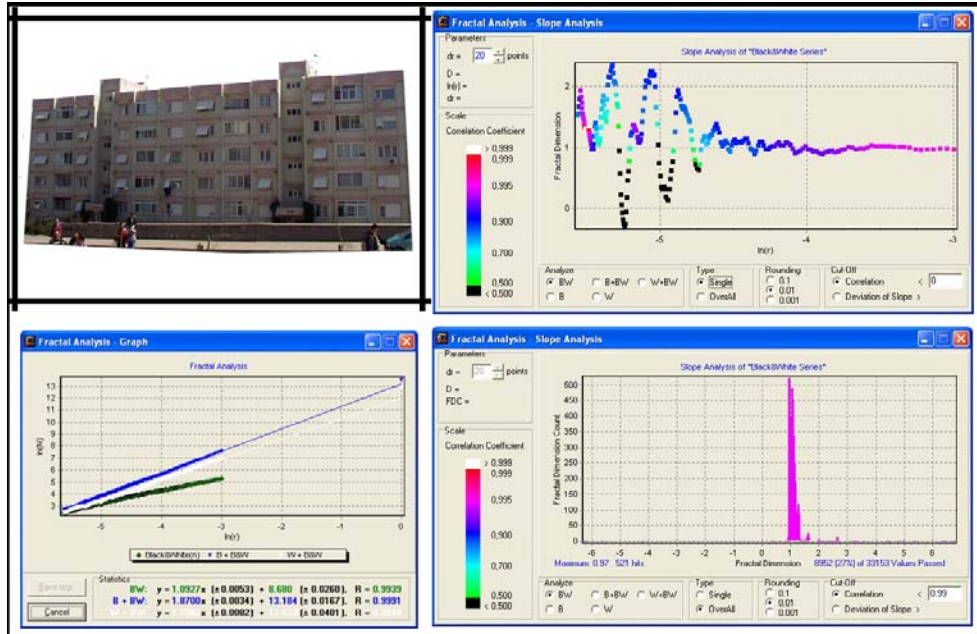 Fractal Analysis - Slope Analysis
Parameters
dr = 20 points
D =
ln(r) =
dr =
Scale
Correlation Coefficient
> 0.999
0.999
0,995
0.900
0.700
0.500
< 0.500
Slope Analysis of "Black&White Series"
Fractal Dimension
2
1
0
-5 -4 -3
ln(r)
Analyze
BW B+BW W+BW
B W
Type
Single
OverAll
Rounding
0.1
0.01
0.001
Cut-Off
Correlation < 0
Deviation of Slope >
Fractal Analysis - Graph
Fractal Analysis
ln(N)
13
11
10
9
8
7
6
5
4
3
-5 -4 -3 -2 -1 0
ln(r)
Black&White(n) B + B&W W + B&W
Statistics
BW: y = 1.0927x [±0.0053] + 8.680 [± 0.0260], R = 0.9939
B + BW: y = 1.8700x [±0.0034] + 13.184 [±0.0167], R = 0.9991
Cancel
Fractal Analysis - Slope Analysis
Parameters
dr = 20 points
D =
FDC =
Scale
Correlation Coefficient
> 0.999
0.999
0,995
0,900
0.700
0.500
< 0.500
Slope Analysis of "Black&White Series"
Fractal Dimension Count
500
450
400
350
300
250
200
150
100
50
0
-6 -5 -4 -3 -2 -1 0 1 2 3 4 5 6
Maximum: 0.97 521 hits Fractal Dimension 8952 (27%) of 33153 Values Passed
Analyze
BW B+BW W+BW
B W
Type
Single
OverAll
Rounding
0.1
0.01
0.001
Cut-Off
Correlation < 0.99
Deviation of Slope >